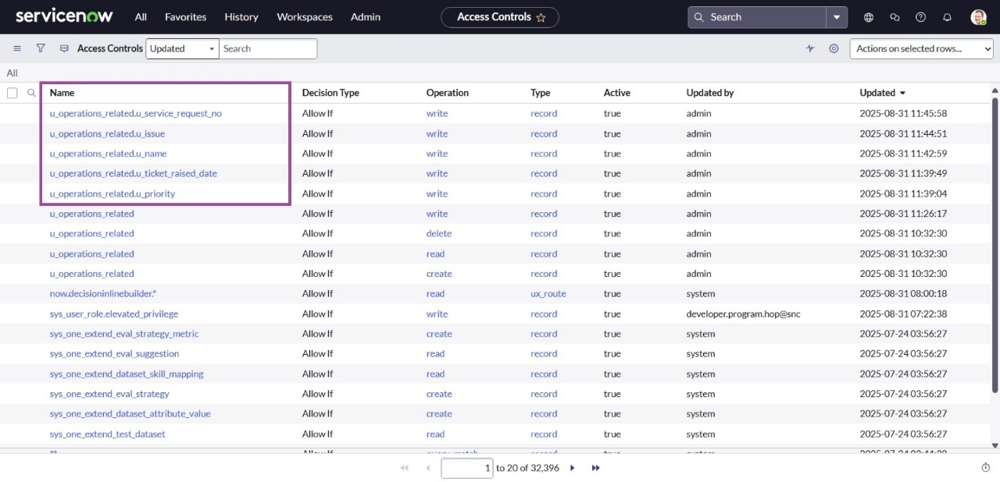 servicenow All Favorites History Workspaces Admin Access Controls Search
Access Controls Updated Search Actions on selected rows...
All
Name Decision Type Operation Type Active Updated by Updated
u_operations_related.u_service_request_no Allow If write record true admin 2025-08-31 11:45:58
u_operations_related.u_issue Allow If write record true admin 2025-08-31 11:44:51
u_operations_related.u_name Allow If write record true admin 2025-08-31 11:42:59
u_operations_related.u_ticket_raised_date Allow If write record true admin 2025-08-31 11:39:49
u_operations_related.u_priority Allow If write record true admin 2025-08-31 11:39:04
u_operations_related Allow If write record true admin 2025-08-31 11:26:17
u_operations_related Allow If delete record true admin 2025-08-31 10:32:30
u_operations_related Allow If read record true admin 2025-08-31 10:32:30
u_operations_related Allow If create record true admin 2025-08-31 10:32:30
now.decisioninlinebuilder.* Allow If read ux_route true system 2025-08-31 08:00:18
sys_user_role.elevated_privilege Allow If write record true developer.program.hop@snc 2025-08-31 07:22:38
sys_one_extend_eval_strategy_metric Allow If create record true system 2025-07-24 03:56:27
sys_one_extend_eval_suggestion Allow If read record true system 2025-07-24 03:56:27
sys_one_extend_dataset_skill_mapping Allow If read record true system 2025-07-24 03:56:27
sys_one_extend_eval_strategy Allow If create record true system 2025-07-24 03:56:27
sys_one_extend_dataset_attribute_value Allow If create record true system 2025-07-24 03:56:27
sys_one_extend_test_dataset Allow If read record true system 2025-07-24 03:56:27
1 to 20 of 32,396